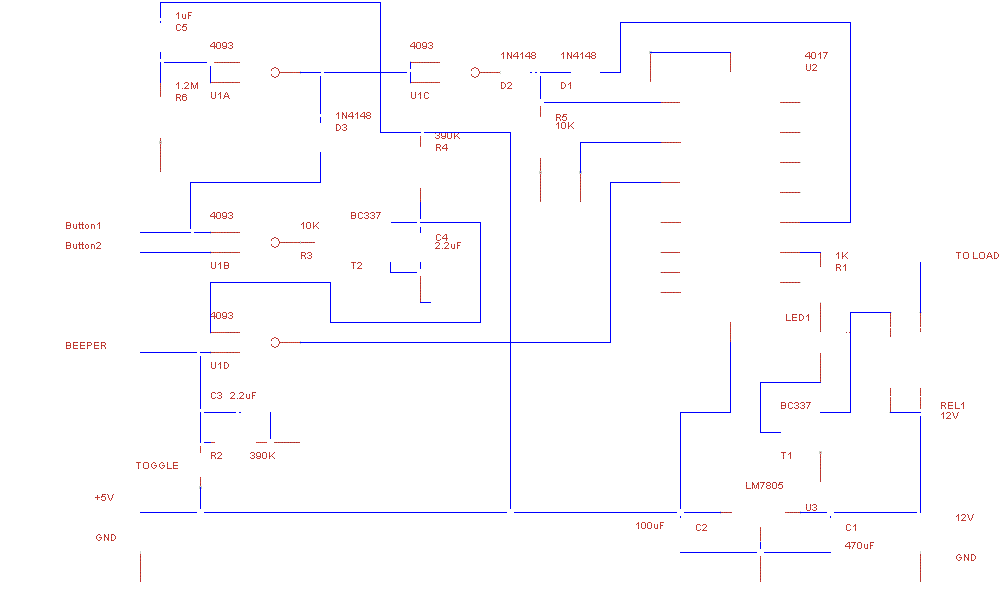 1uF
C5
4093
4093
1N4148
1N4148
4017
U2
1.2M
R6
U1A
U1C
D2
D1
1N4148
D3
R5
10K
390K
R4
Button1
Button2
4093
10K
BC337
C4
2.2uF
U1B
R3
T2
1K
R1
TO LOAD
4093
LED1
BEEPER
U1D
C3 2.2uF
BC337
REL1
12V
R2
390K
T1
TOGGLE
LM7805
+5V
U3
100uF
C2
C1
12V
GND
470uF
GND